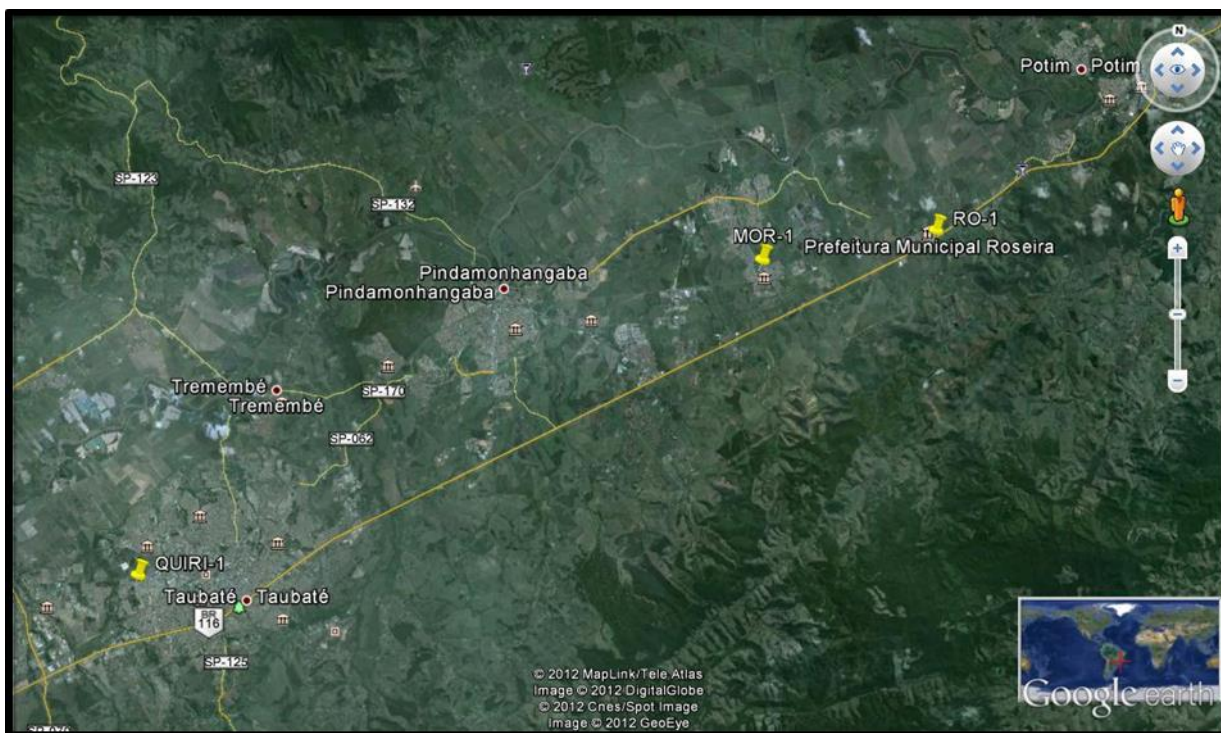 N
Potim
Potim
SP-123
SP-132
RO-1
MOR-1
Prefeitura Municipal Roseira
Pindamonhangaba
Pindamonhangaba
Tremembé
Tremembé
SP-170
SP-062
QUIRI-1
Taubaté
Taubaté
BR
116
SP-125
© 2012 MapLink/Tele Atlas
Image © 2012 DigitalGlobe
© 2012 Cnes/Spot Image
Image © 2012 GeoEye
Google earth